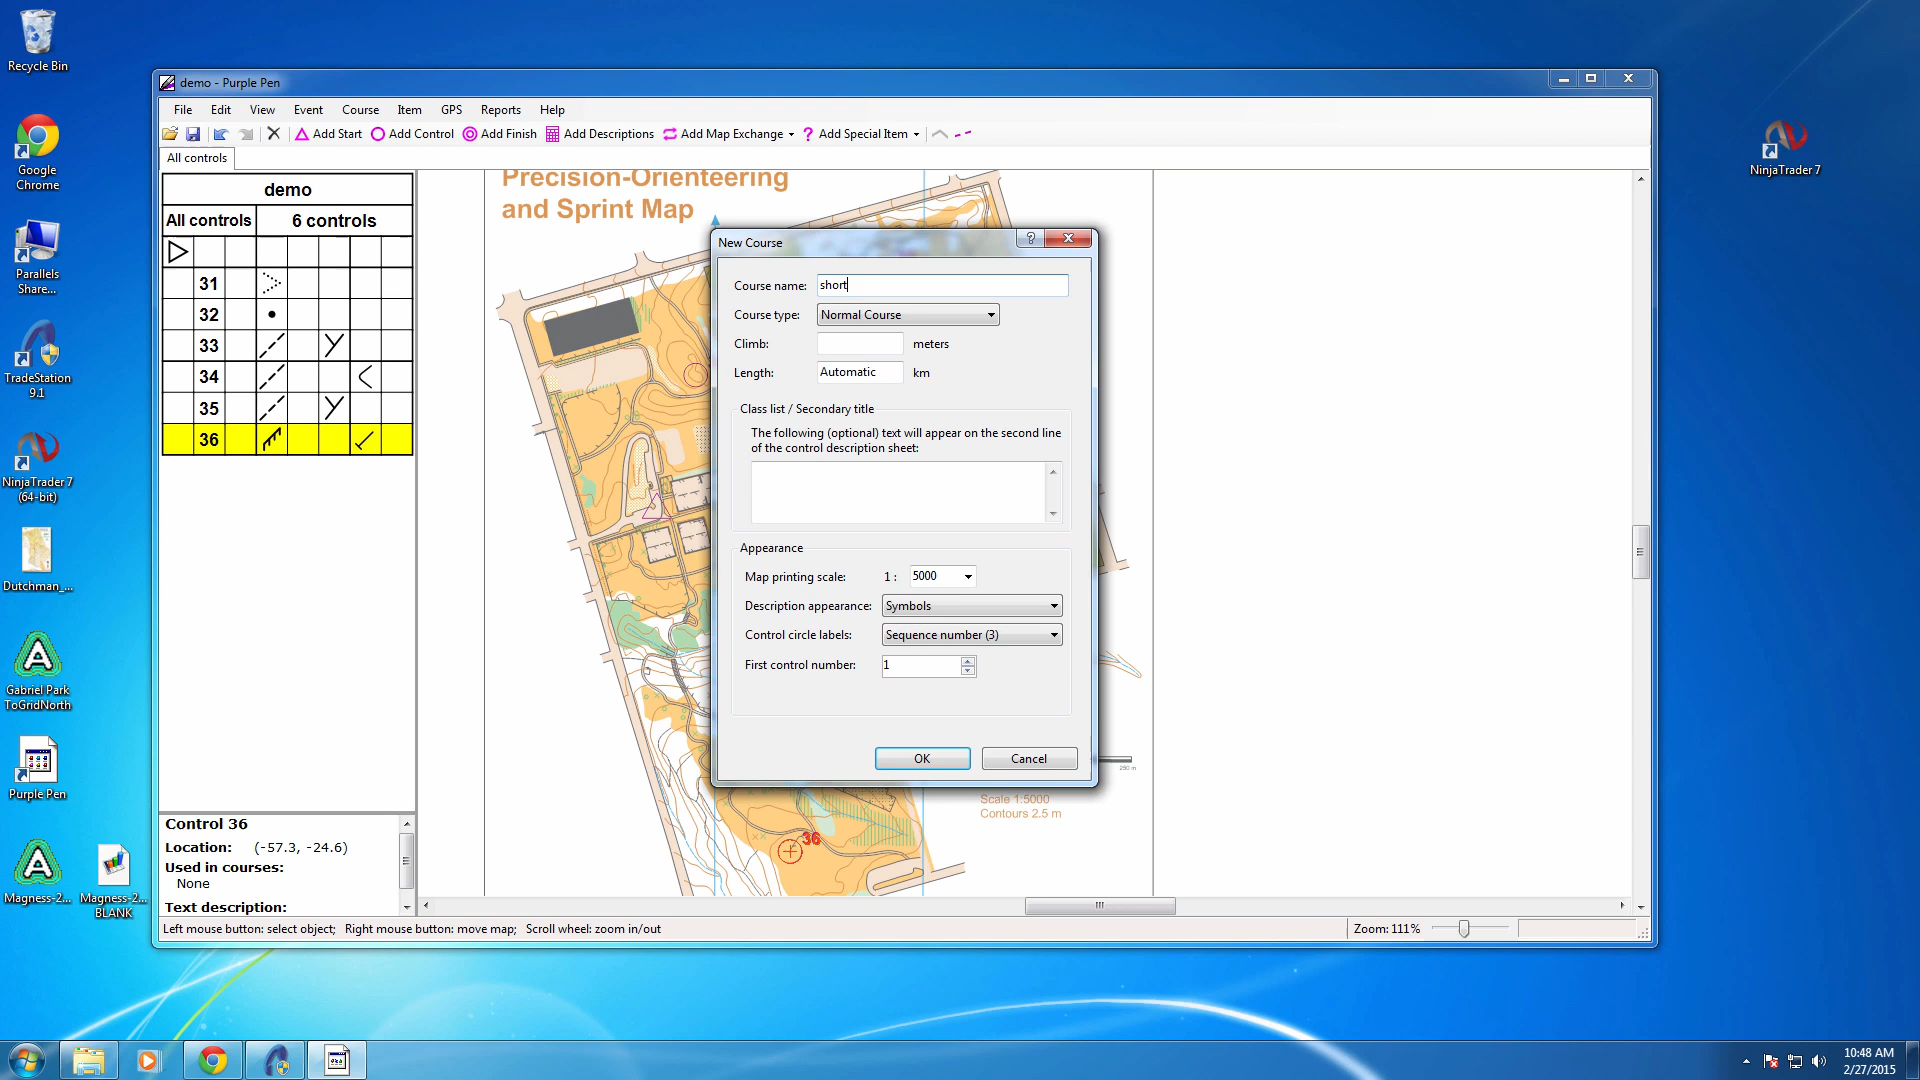 Recycle Bin
Google
Chrome
Parallels
Share...
TradeStation
9.1
NinjaTrader 7
(64-bit)
Dutchman_...
Gabriel Park
ToGridNorth
Purple Pen
Magness-2...
Magness-2...
BLANK
NinjaTrader 7
demo - Purple Pen
File Edit View Event Course Item GPS Reports Help
Add Start Add Control Add Finish Add Descriptions Add Map Exchange ? Add Special Item
All controls
demo
All controls 6 controls
31
32
33
34
35
36
Precision-Orienteering
and Sprint Map
New Course
?
Course name: short
Course type: Normal Course
Climb: meters
Length: Automatic km
Class list / Secondary title
The following (optional) text will appear on the second line
of the control description sheet:
Appearance
Map printing scale: 1 : 5000
Description appearance: Symbols
Control circle labels: Sequence number (3)
First control number: 1
OK Cancel
250 m
Scale 1:5000
Contours 2.5 m
36
Control 36
Location: (-57.3, -24.6)
Used in courses:
None
Text description:
Left mouse button: select object; Right mouse button: move map; Scroll wheel: zoom in/out
Zoom: 111%
10:48 AM
2/27/2015